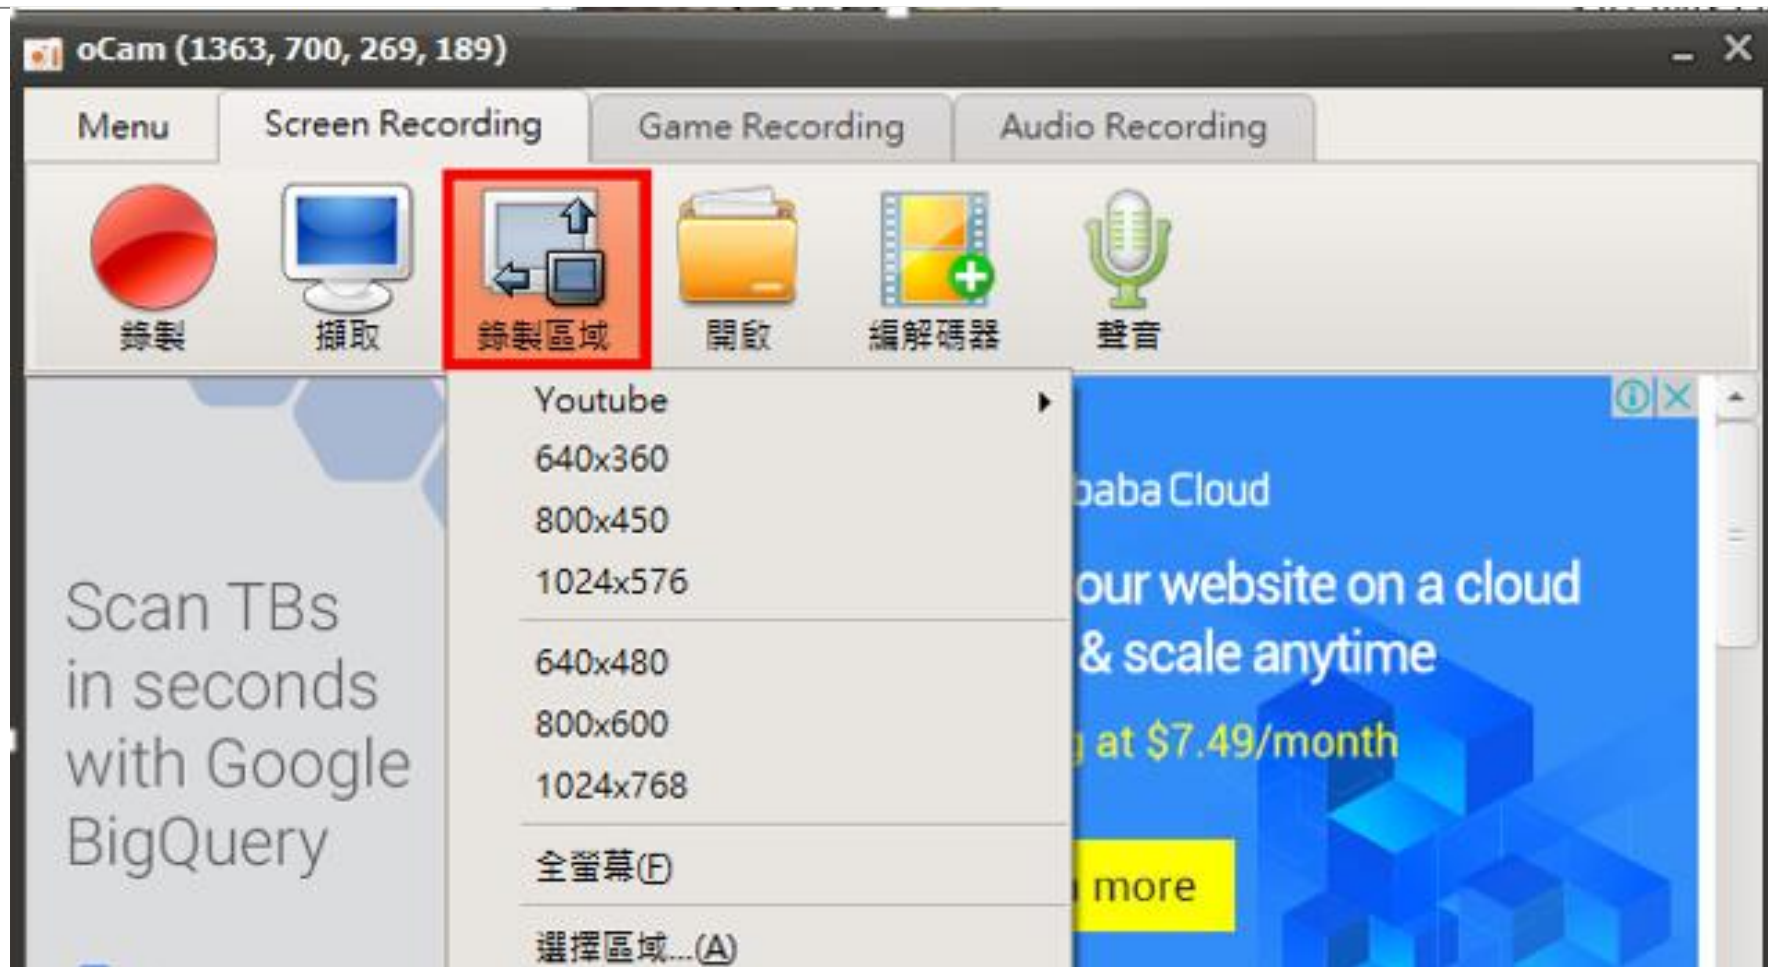 oCam (1363, 700, 269, 189)
Menu Screen Recording Game Recording Audio Recording
錄製 擷取 錄製區域 開啟 編解碼器 聲音
Youtube
640x360
800x450
1024x576
640x480
800x600
1024x768
全螢幕(F)
選擇區域...(A)
Scan TBs
in seconds
with Google
BigQuery
baba Cloud
our website on a cloud
& scale anytime
at $7.49/month
more